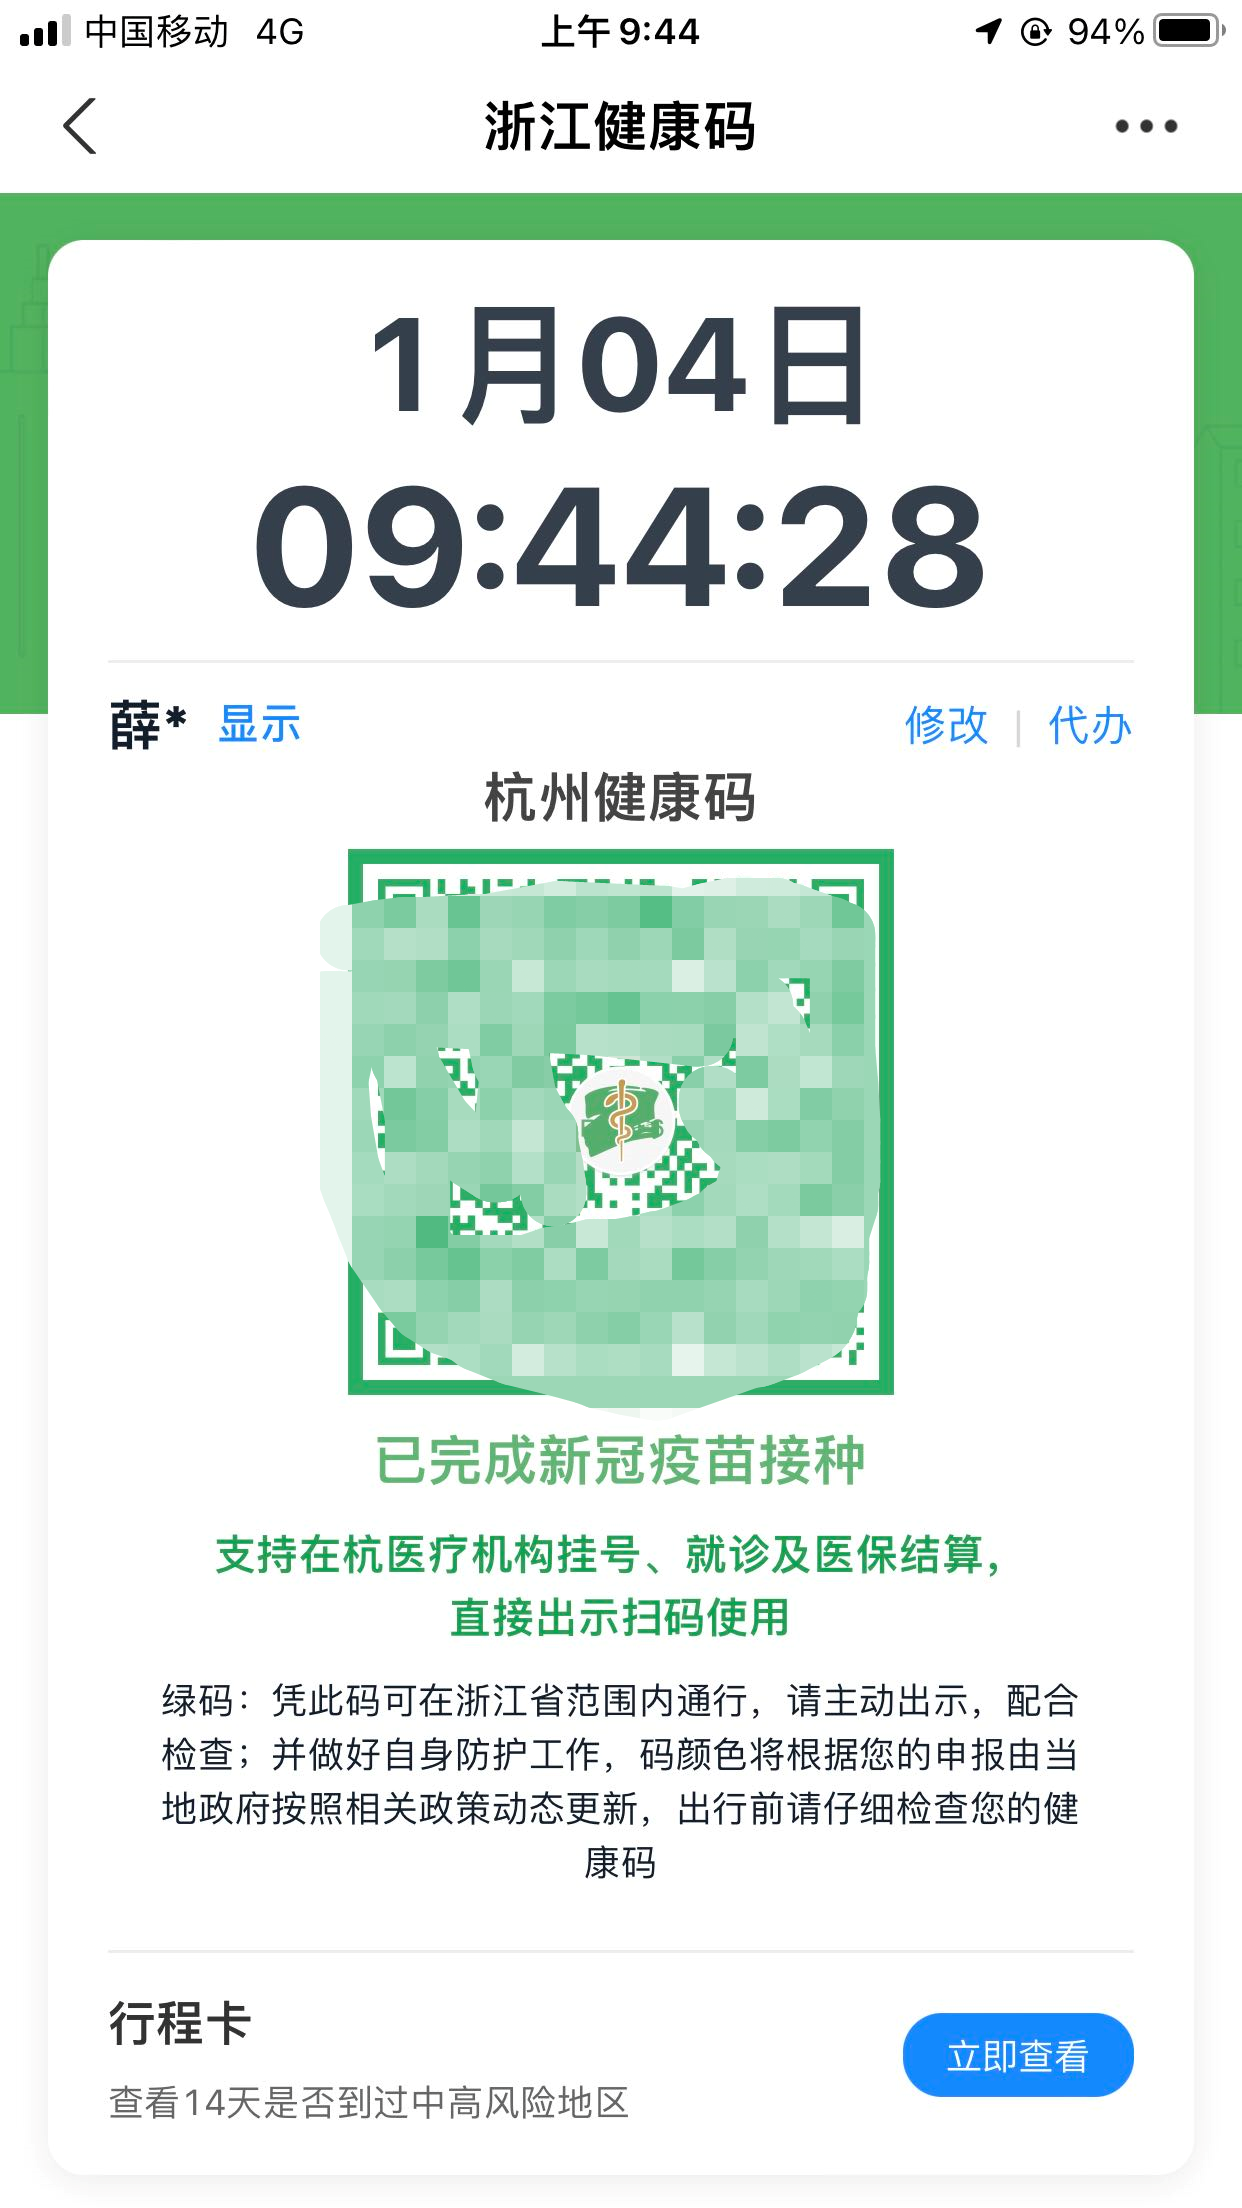 中国移动 4G 上午9:44 94%
浙江健康码
1月04日
09:44:28
薛* 显示 修改 | 代办
杭州健康码
已完成新冠疫苗接种
支持在杭医疗机构挂号、就诊及医保结算，
直接出示扫码使用
绿码：凭此码可在浙江省范围内通行，请主动出示，配合
检查；并做好自身防护工作，码颜色将根据您的申报由当
地政府按照相关政策动态更新，出行前请仔细检查您的健
康码
行程卡
立即查看
查看14天是否到过中高风险地区